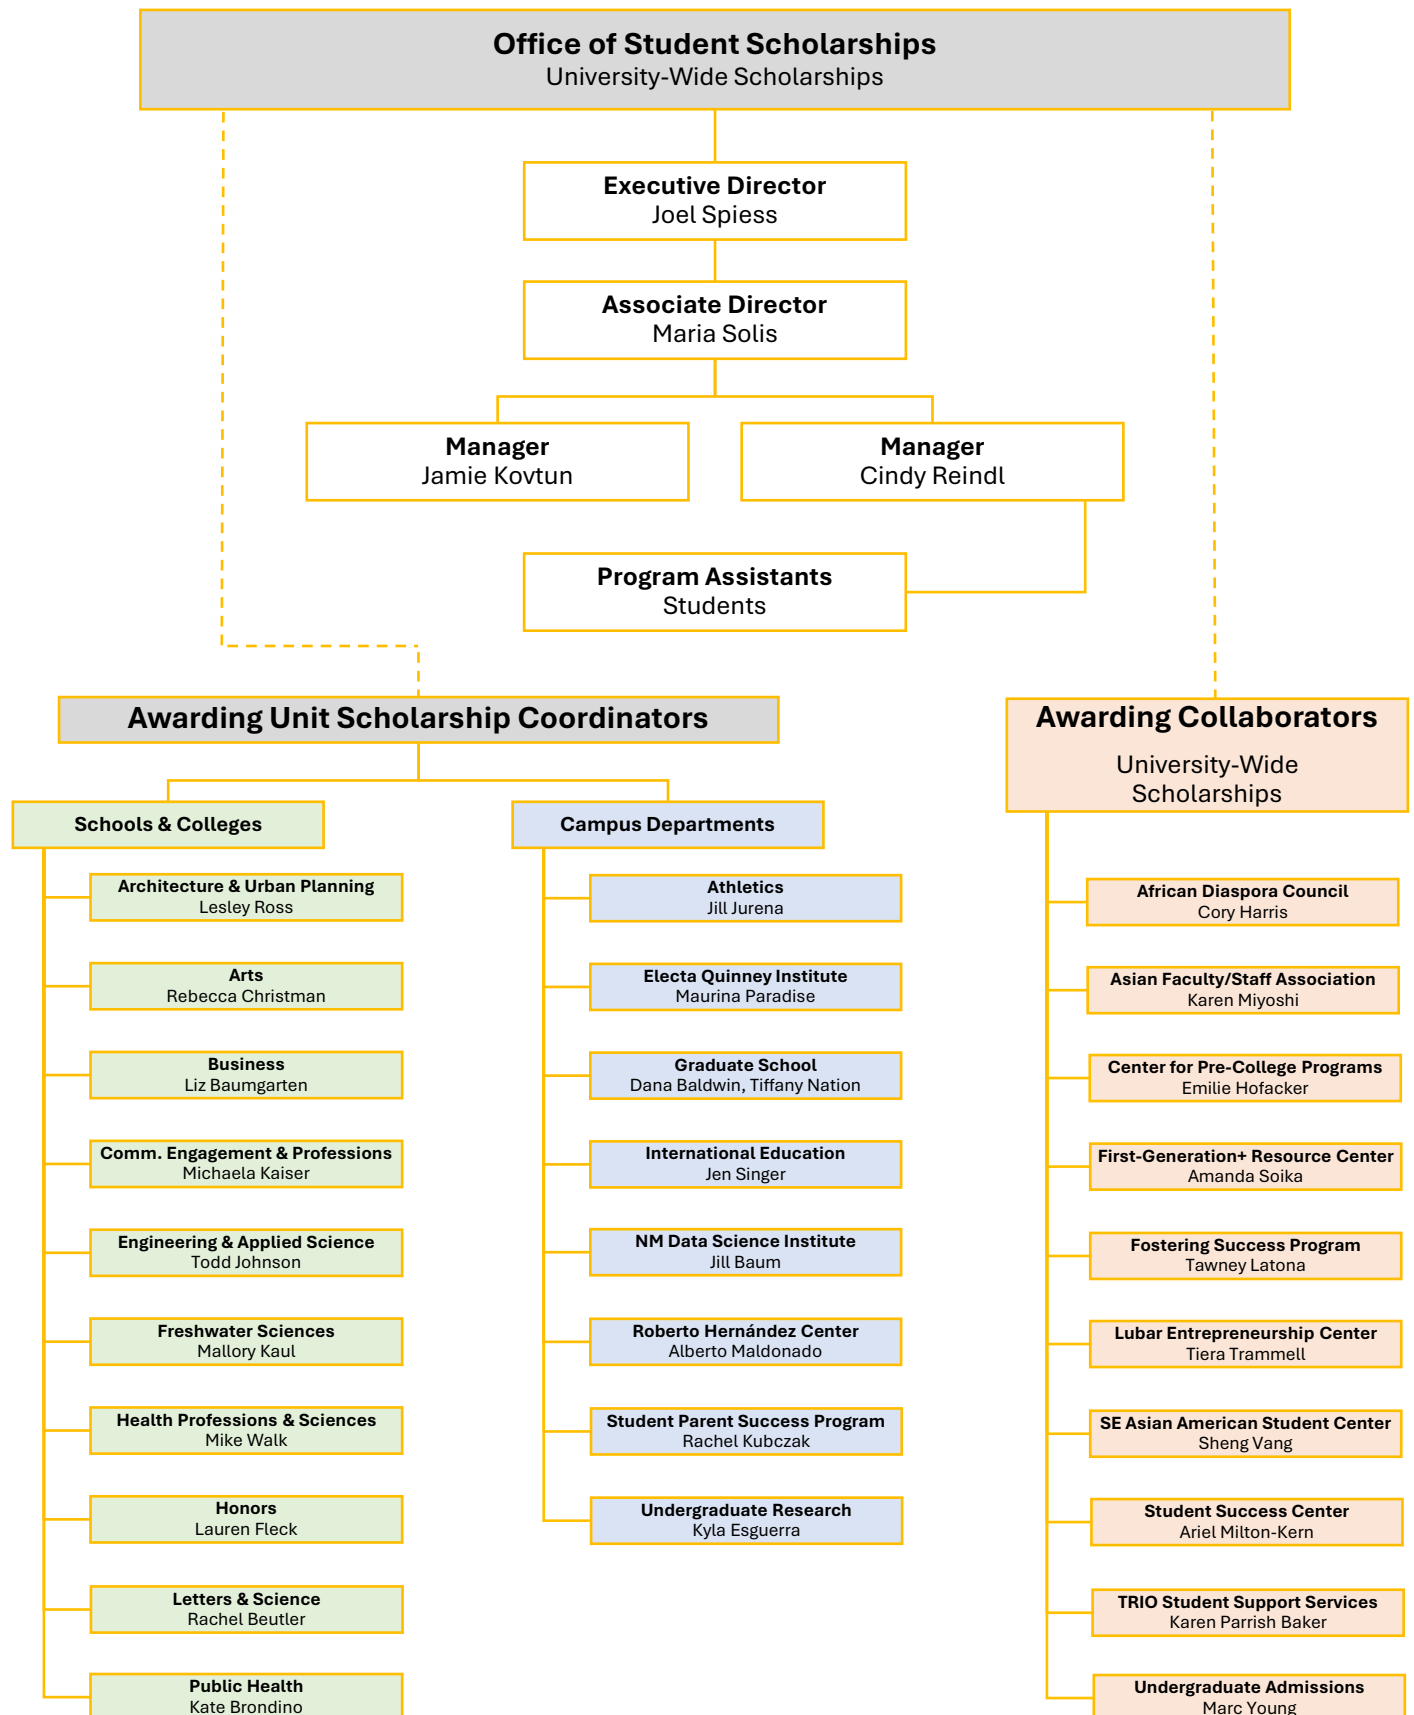 Office of Student Scholarships
University-Wide Scholarships
Executive Director
Joel Spiess
Associate Director
Maria Solis
Manager
Jamie Kovtun
Manager
Cindy Reindl
Program Assistants
Students
Awarding Unit Scholarship Coordinators
Schools & Colleges
Architecture & Urban Planning
Lesley Ross
Arts
Rebecca Christman
Business
Liz Baumgarten
Comm. Engagement & Professions
Michaela Kaiser
Engineering & Applied Science
Todd Johnson
Freshwater Sciences
Mallory Kaul
Health Professions & Sciences
Mike Walk
Honors
Lauren Fleck
Letters & Science
Rachel Beutler
Public Health
Kate Brondino
Campus Departments
Athletics
Jill Jurena
Electa Quinney Institute
Maurina Paradise
Graduate School
Dana Baldwin, Tiffany Nation
International Education
Jen Singer
NM Data Science Institute
Jill Baum
Roberto Hernández Center
Alberto Maldonado
Student Parent Success Program
Rachel Kubczak
Undergraduate Research
Kyla Esguerra
Awarding Collaborators
University-Wide
Scholarships
African Diaspora Council
Cory Harris
Asian Faculty/Staff Association
Karen Miyoshi
Center for Pre-College Programs
Emilie Hofacker
First-Generation+ Resource Center
Amanda Soika
Fostering Success Program
Tawney Latona
Lubar Entrepreneurship Center
Tiera Trammell
SE Asian American Student Center
Sheng Vang
Student Success Center
Ariel Milton-Kern
TRIO Student Support Services
Karen Parrish Baker
Undergraduate Admissions
Marc Young